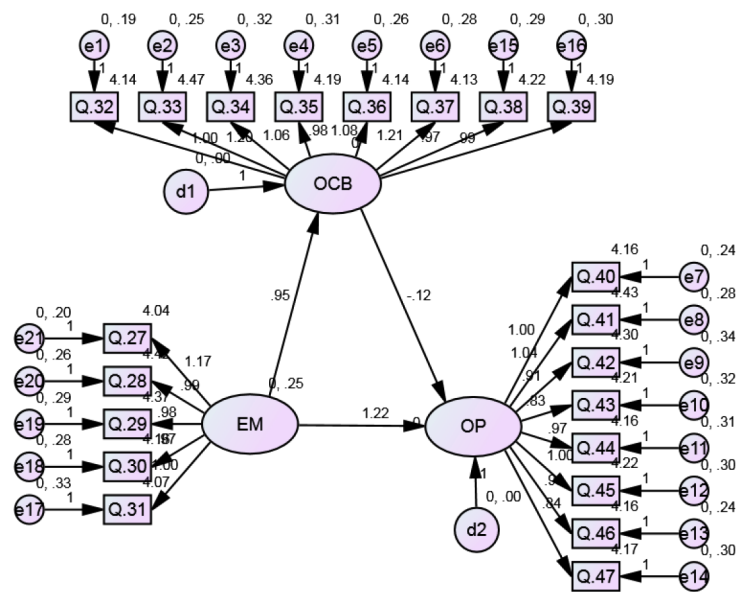 0, .19 0, .25 0, .32 0, .31 0, .26 0, .28 0, .29 0, .30
e1 e2 e3 e4 e5 e6 e15 e16
1 1 1 1 1 1 1 1
4.14 4.47 4.36 4.19 4.14 4.13 4.22 4.19
Q.32 Q.33 Q.34 Q.35 Q.36 Q.37 Q.38 Q.39
1.00 1.20 1.06 .98 1.08 1.21 .97 .99
0, .00
0
d1 1 OCB
.95 -.12
4.16 0, .24
Q.40 1 e7
4.43 0, .28
Q.41 1 e8
4.30 0, .34
Q.42 1 e9
4.21 0, .32
Q.43 1 e10
4.16 0, .31
Q.44 1 e11
4.22 0, .30
Q.45 1 e12
4.16 0, .24
Q.46 1 e13
4.17 0, .30
Q.47 1 e14
1.00
1.04
.91
.83
.97
1.00
.84
0, .20 4.04
e21 1 Q.27
0, .26
e20 1 Q.28
0, .29 4.37
e19 1 Q.29
0, .28
e18 1 Q.30
0, .33 4.07
e17 1 Q.31
1.17
.99
.98
1.00
0, .25
EM 1.22 0 OP
1
0, .00
d2